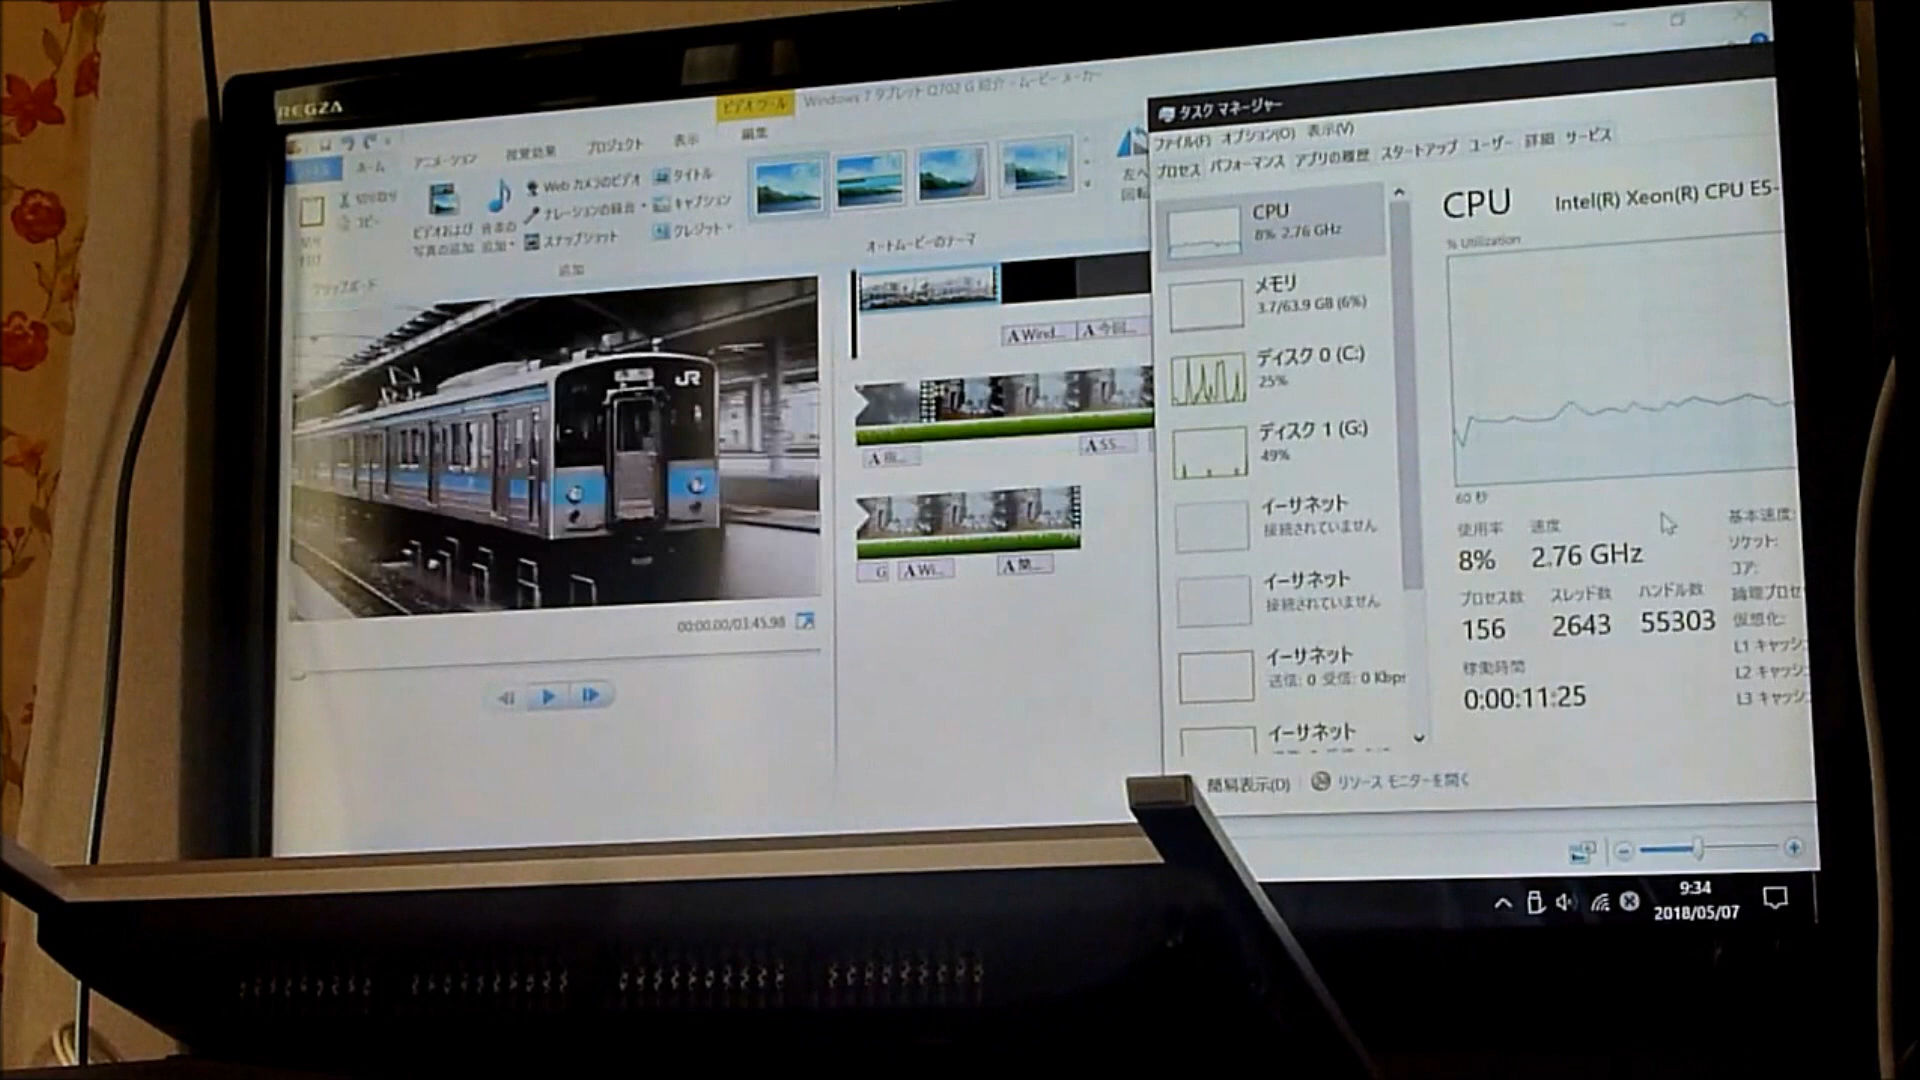 REGZA
ビデオ ツール
Windows 7 タブレット Q702 G 紹介 - ムービー メーカー
ホーム
アニメーション
視覚効果
プロジェクト
表示
編集
切り取り
コピー
クリップボード
ビデオおよび
写真の追加
音楽の
追加
Web カメラのビデオ
ナレーションの録音
スナップショット
タイトル
キャプション
クレジット
追加
オートムービーのテーマ
左へ
回転
JR
AWind...
A今回...
ASS...
G
AWi...
00:00.00/03:45.98
タスク マネージャー
ファイル(F) オプション(O) 表示(V)
プロセス パフォーマンス アプリの履歴 スタートアップ ユーザー 詳細 サービス
CPU
8% 2.76 GHz
メモリ
3.7/63.9 GB (6%)
ディスク 0 (C:)
25%
ディスク 1 (G:)
49%
イーサネット
接続されていません
イーサネット
接続されていません
イーサネット
送信: 0 受信: 0 Kbps
イーサネット
CPU
Intel(R) Xeon(R) CPU E5-
% Utilization
60 秒
使用率 速度
8% 2.76 GHz
プロセス数 スレッド数 ハンドル数
156 2643 55303
稼働時間
0:00:11:25
基本速度:
ソケット:
コア:
論理プロセ
仮想化:
L1 キャッシ
L2 キャッシ
L3 キャッシ
簡易表示(D)
リソース モニターを開く
9:34
2018/05/07